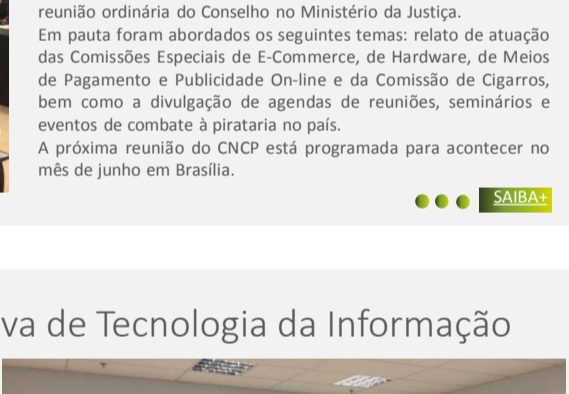 reunião ordinária do Conselho no Ministério da Justiça.
Em pauta foram abordados os seguintes temas: relato de atuação
das Comissões Especiais de E-Commerce, de Hardware, de Meios
de Pagamento e Publicidade On-line e da Comissão de Cigarros,
bem como a divulgação de agendas de reuniões, seminários e
eventos de combate à pirataria no país.
A próxima reunião do CNCP está programada para acontecer no
mês de junho em Brasília.
SAIBA+
va de Tecnologia da Informação